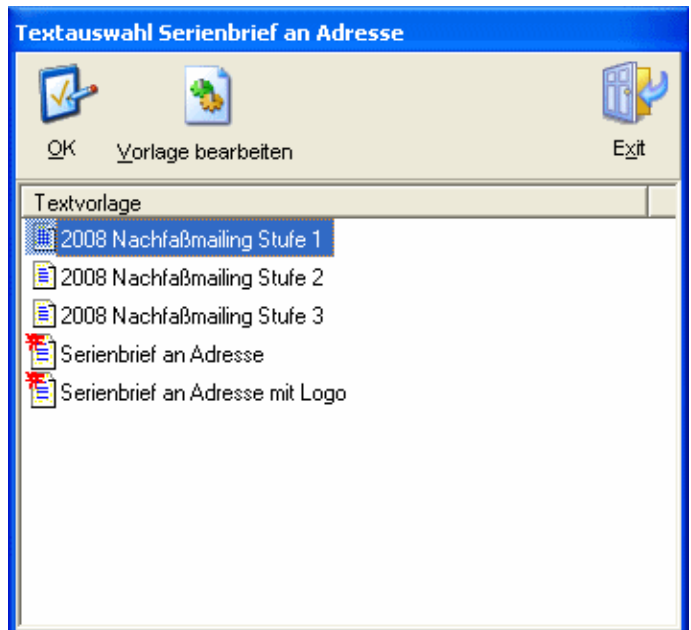 Textauswahl Serienbrief an Adresse
OK Vorlage bearbeiten Exit
Textvorlage
2008 Nachfaßmailing Stufe 1
2008 Nachfaßmailing Stufe 2
2008 Nachfaßmailing Stufe 3
Serienbrief an Adresse
Serienbrief an Adresse mit Logo